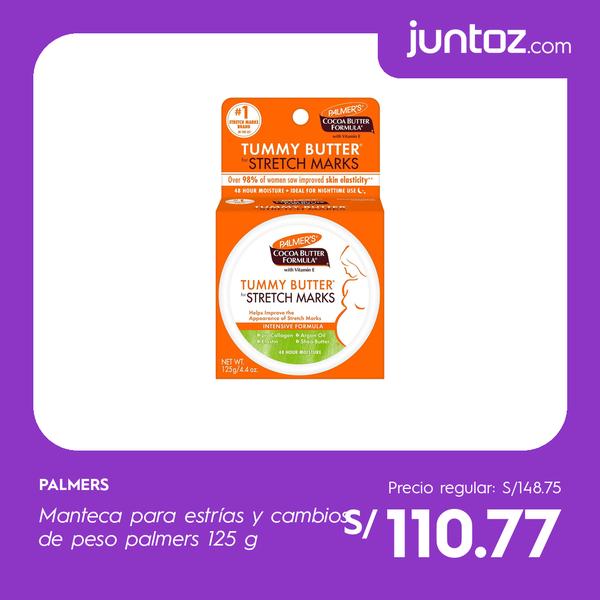 juntoz.com
#1
STRETCH MARKS
BRAND
PALMER'S®
COCOA BUTTER
FORMULA®
with Vitamin E
TUMMY BUTTER®
for STRETCH MARKS
Over 98% of women saw improved skin elasticity**
48 HOUR MOISTURE • IDEAL FOR NIGHTTIME USE
PALMER'S®
COCOA BUTTER
FORMULA®
with Vitamin E
TUMMY BUTTER®
for STRETCH MARKS
Helps Improve the
Appearance of Stretch Marks
INTENSIVE FORMULA
Collagen Argan Oil
Elastin Shea Butter
48 HOUR MOISTURE
NET WT.
125g/4.4 oz.
PALMERS
Manteca para estrías y cambios
de peso palmers 125 g
Precio regular: S/148.75
S/110.77